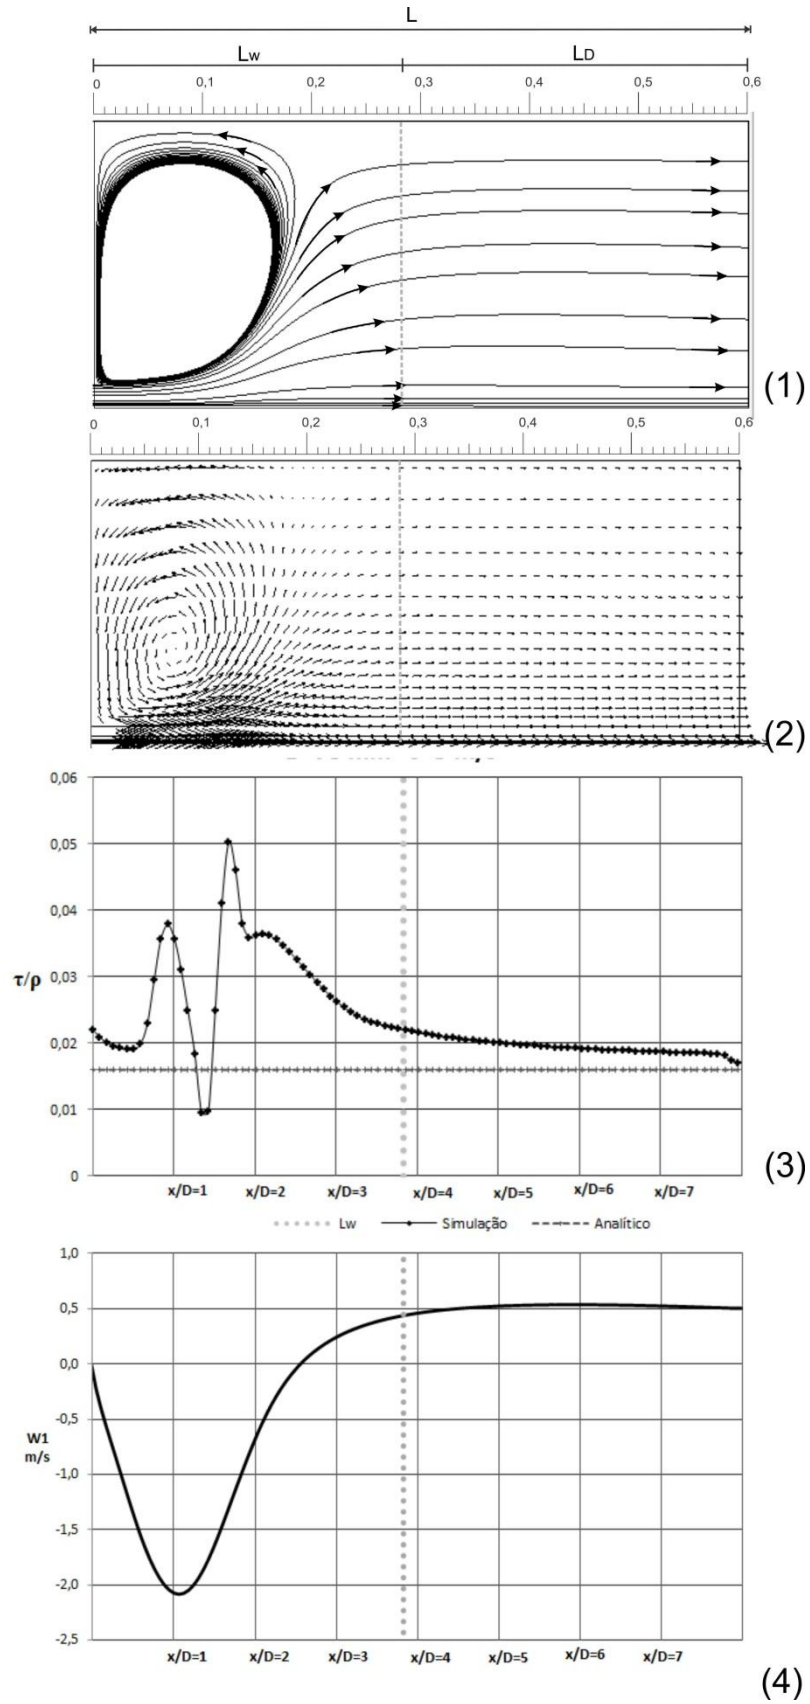 L
Lw LD
0 0,1 0,2 0,3 0,4 0,5 0,6
(1)
0 0,1 0,2 0,3 0,4 0,5 0,6
(2)
0,06
0,05
0,04
τ/ρ 0,03
0,02
0,01
0
x/D=1 x/D=2 x/D=3 x/D=4 x/D=5 x/D=6 x/D=7
(3)
Lw Simulação Analítico
1,0
0,5
0,0
-0,5
W1
m/s
-1,0
-1,5
-2,0
-2,5
x/D=1 x/D=2 x/D=3 x/D=4 x/D=5 x/D=6 x/D=7
(4)